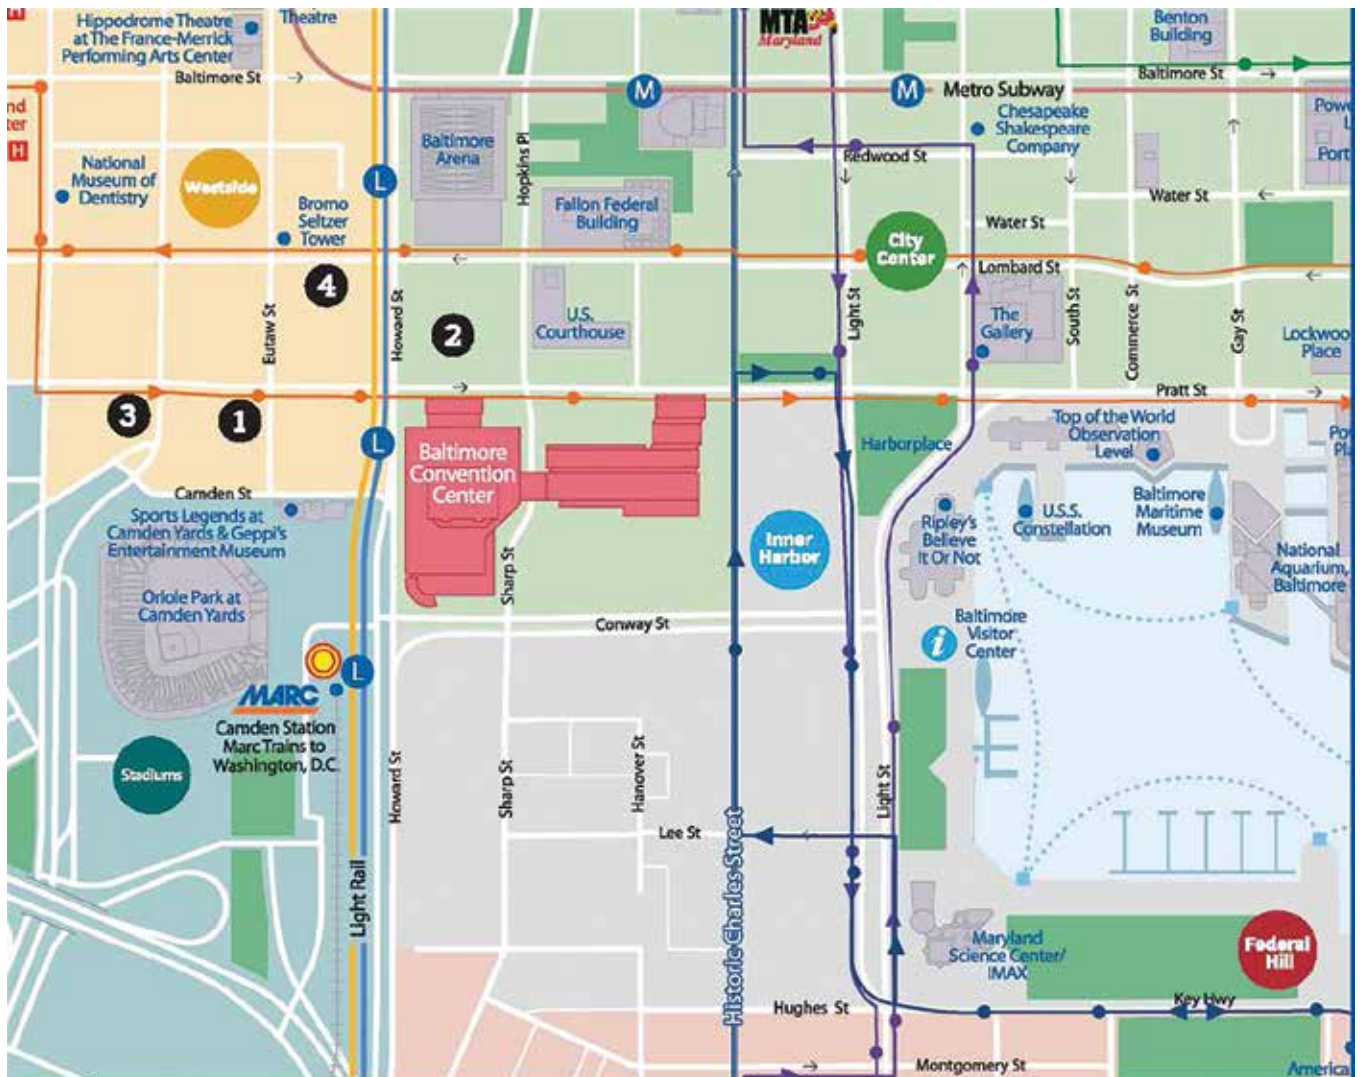 Hippodrome Theatre
at The France-Merrick
Performing Arts Center
Theatre
MTA
Maryland
Benton
Building
Baltimore St
Baltimore St
M
M
Metro Subway
Chesapeake
Shakespeare
Company
H
National
Museum of
Dentistry
Westside
L
Baltimore
Arena
Hopkins Pl
Redwood St
Water St
Water St
Bromo
Seltzer
Tower
Fallon Federal
Building
City
Center
Lombard St
4
2
U.S.
Courthouse
Eutaw St
Howard St
Light St
The
Gallery
South St
Commerce St
Gay St
Place
Pratt St
3
1
L
Baltimore
Convention
Center
Harborplace
Top of the World
Observation
Level
Camden St
Sports Legends at
Camden Yards & Geppi's
Entertainment Museum
Ripley's
Believe
It Or Not
U.S.S.
Constellation
Baltimore
Maritime
Museum
Inner
Harbor
National
Aquarium,
Baltimore
Sharp St
Oriole Park at
Camden Yards
Conway St
i
Baltimore
Visitor
Center
L
MARC
Camden Station
Marc Trains to
Washington, D.C.
Stadiums
Howard St
Sharp St
Hanover St
Light St
Lee St
Light Rail
Historic Charles Street
Maryland
Science Center/
IMAX
Federal
Hill
Key Hwy
Hughes St
Montgomery St